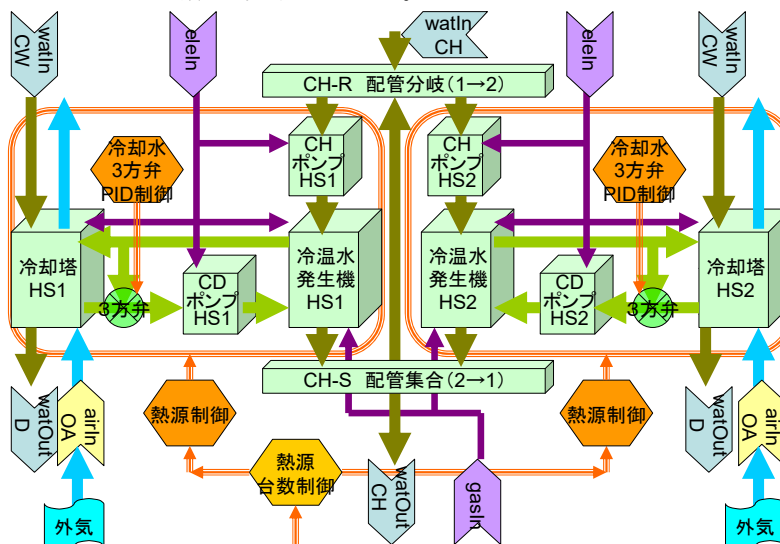 watIn
CW
eleIn
watIn
CH
eleIn
watIn
CW
CH-R 配管分岐(1→2)
冷却水
3方弁
PID制御
CH
ポンプ
HS1
CH
ポンプ
HS2
冷却水
3方弁
PID制御
冷却塔
HS1
冷温水
発生機
HS1
冷温水
発生機
HS2
冷却塔
HS2
3方弁
CD
ポンプ
HS1
CD
ポンプ
HS2
3方弁
CH-S 配管集合(2→1)
watOut
D
airIn
OA
熱源制御
熱源制御
watOut
D
airIn
OA
熱源
台数制御
watOut
CH
gasIn
外気
外気